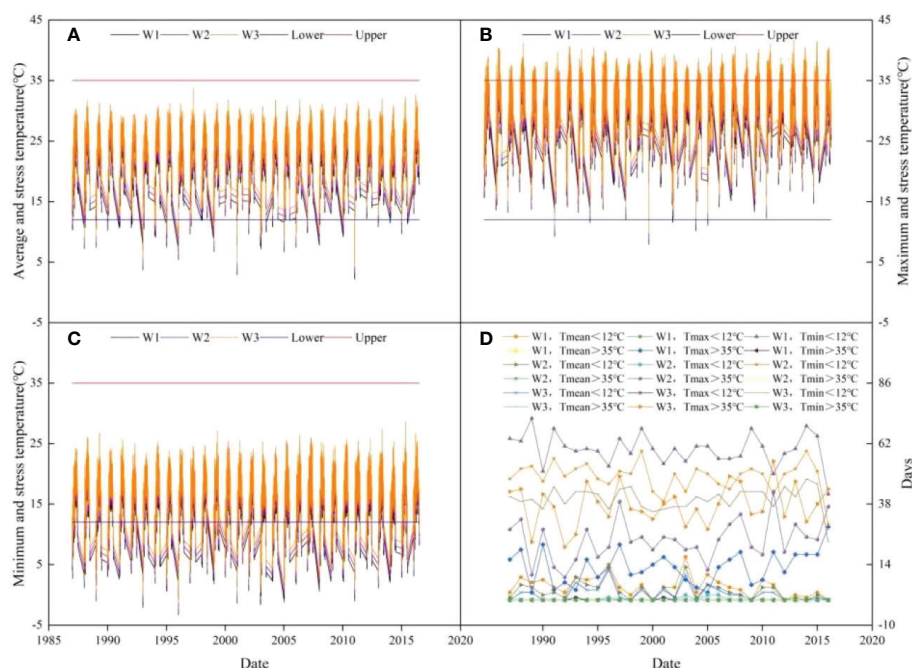 A
W1 W2 W3 Lower Upper
45
35
25
15
5
-5
Average and stress temperature(℃)
B
W1 W2 W3 Lower Upper
45
35
25
15
5
-5
Maximum and stress temperature(℃)
C
W1 W2 W3 Lower Upper
35
25
15
5
-5
Minimum and stress temperature(℃)
1985 1990 1995 2000 2005 2010 2015 2020
Date
D
W1, Tmean<12℃ W1, Tmax<12℃ W1, Tmin<12℃
W1, Tmean>35℃ W1, Tmax>35℃ W1, Tmin>35℃
W2, Tmean<12℃ W2, Tmax<12℃ W2, Tmin<12℃
W2, Tmean>35℃ W2, Tmax>35℃ W2, Tmin>35℃
W3, Tmean<12℃ W3, Tmax<12℃ W3, Tmin<12℃
W3, Tmean>35℃ W3, Tmax>35℃ W3, Tmin>35℃
86
62
38
14
-10
Days
1990 1995 2000 2005 2010 2015 2020
Date